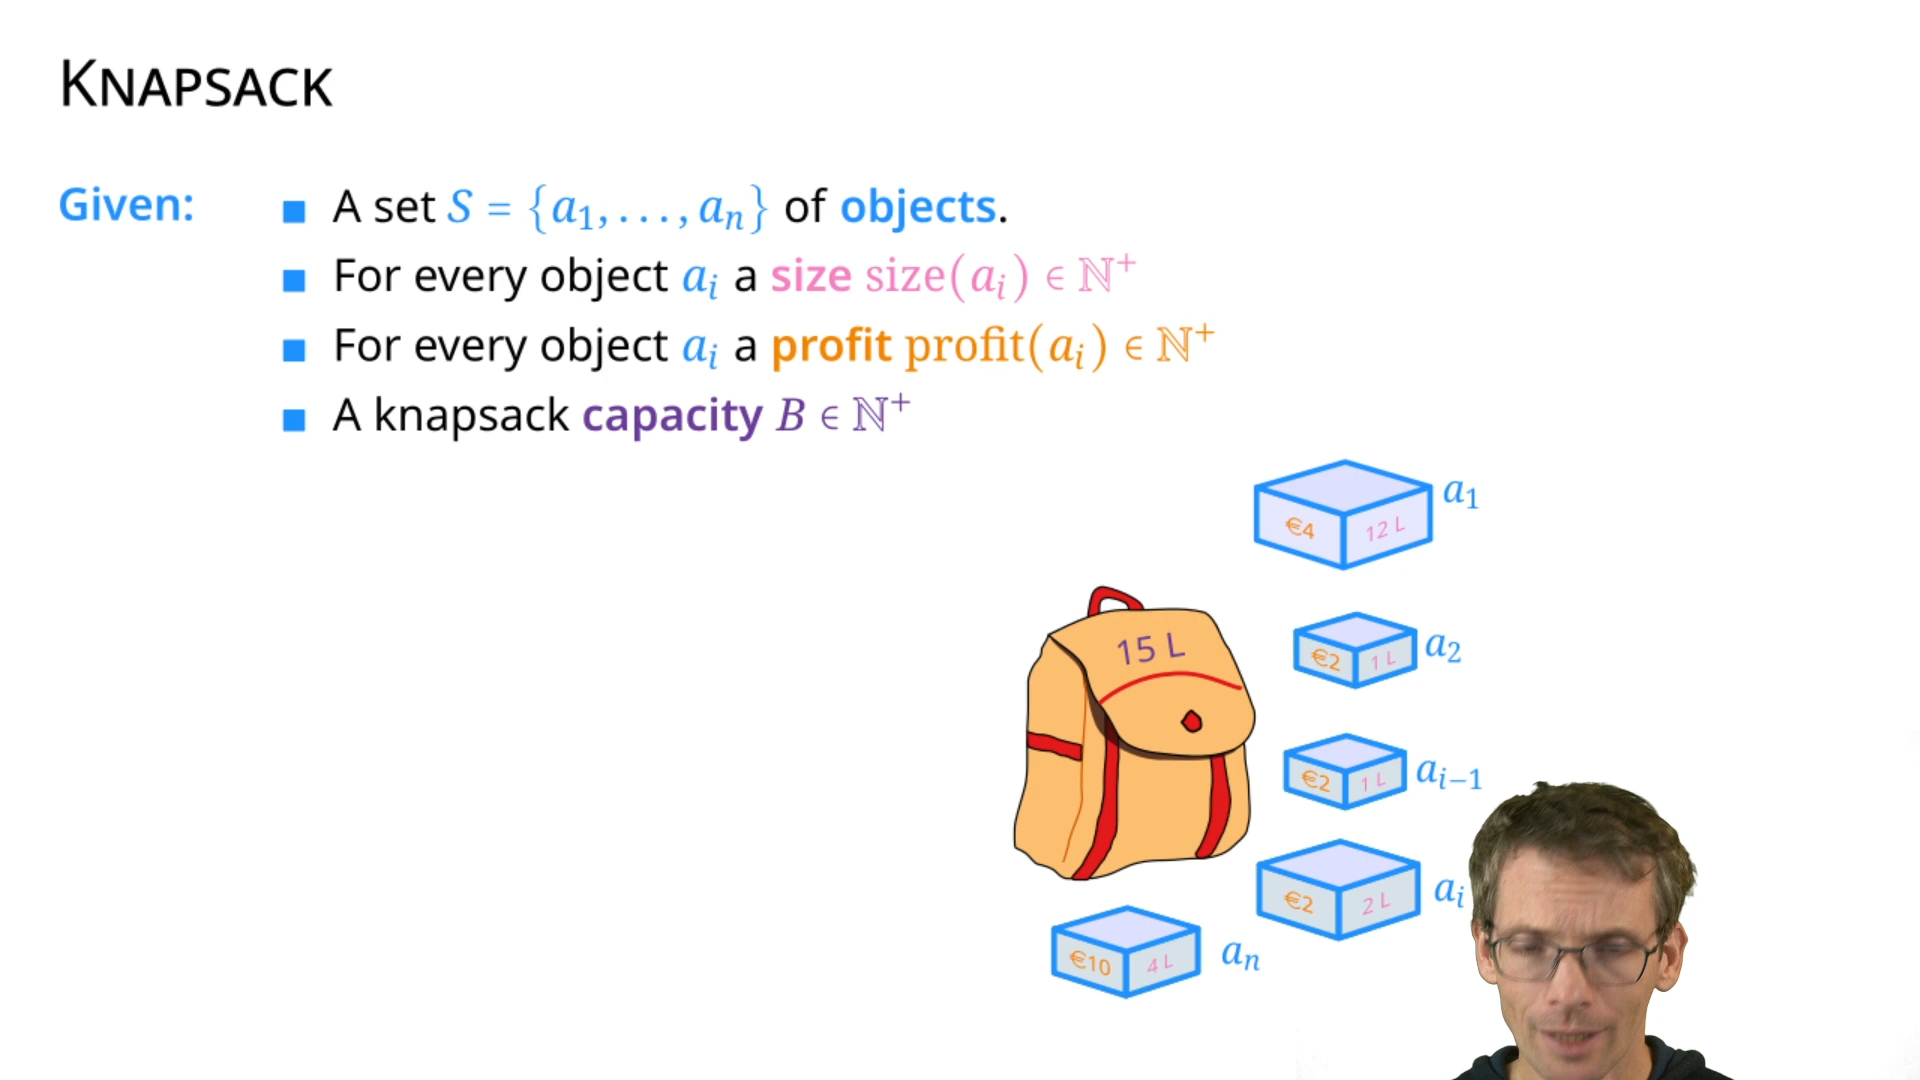 KNAPSACK
Given:
A set S = {a₁, . . . , aₙ} of objects.
For every object aᵢ a size size(aᵢ) ∈ ℕ⁺
For every object aᵢ a profit profit(aᵢ) ∈ ℕ⁺
A knapsack capacity B ∈ ℕ⁺
€4 12 L a₁
15 L
€2 1 L a₂
€2 1 L aᵢ₋₁
€2 2 L aᵢ
€10 4 L aₙ